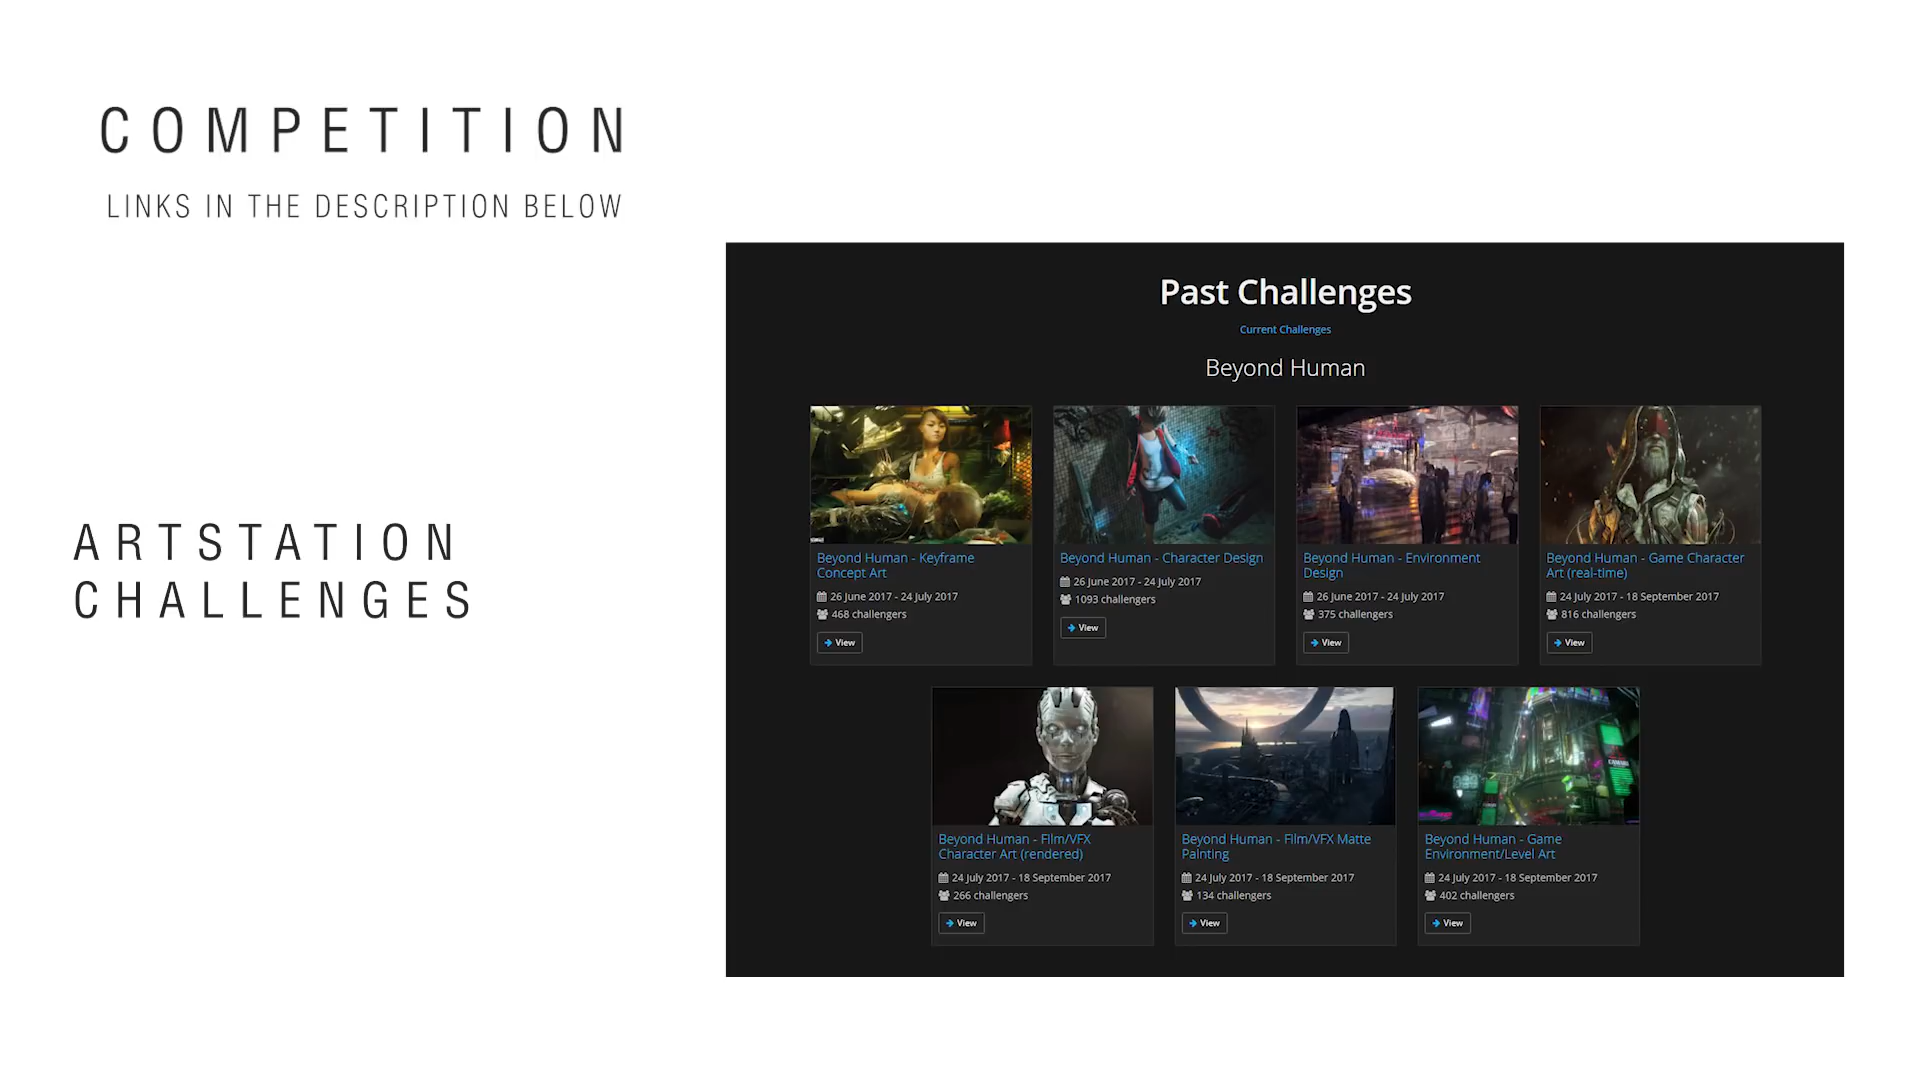 COMPETITION
LINKS IN THE DESCRIPTION BELOW
ARTSTATION
CHALLENGES
Past Challenges
Current Challenges
Beyond Human
Beyond Human - Keyframe
Concept Art
26 June 2017 - 24 July 2017
468 challengers
View
Beyond Human - Character Design
26 June 2017 - 24 July 2017
1093 challengers
View
Beyond Human - Environment
Design
26 June 2017 - 24 July 2017
375 challengers
View
Beyond Human - Game Character
Art (real-time)
24 July 2017 - 18 September 2017
816 challengers
View
Beyond Human - Film/VFX
Character Art (rendered)
24 July 2017 - 18 September 2017
266 challengers
View
Beyond Human - Film/VFX Matte
Painting
24 July 2017 - 18 September 2017
134 challengers
View
Beyond Human - Game
Environment/Level Art
24 July 2017 - 18 September 2017
402 challengers
View